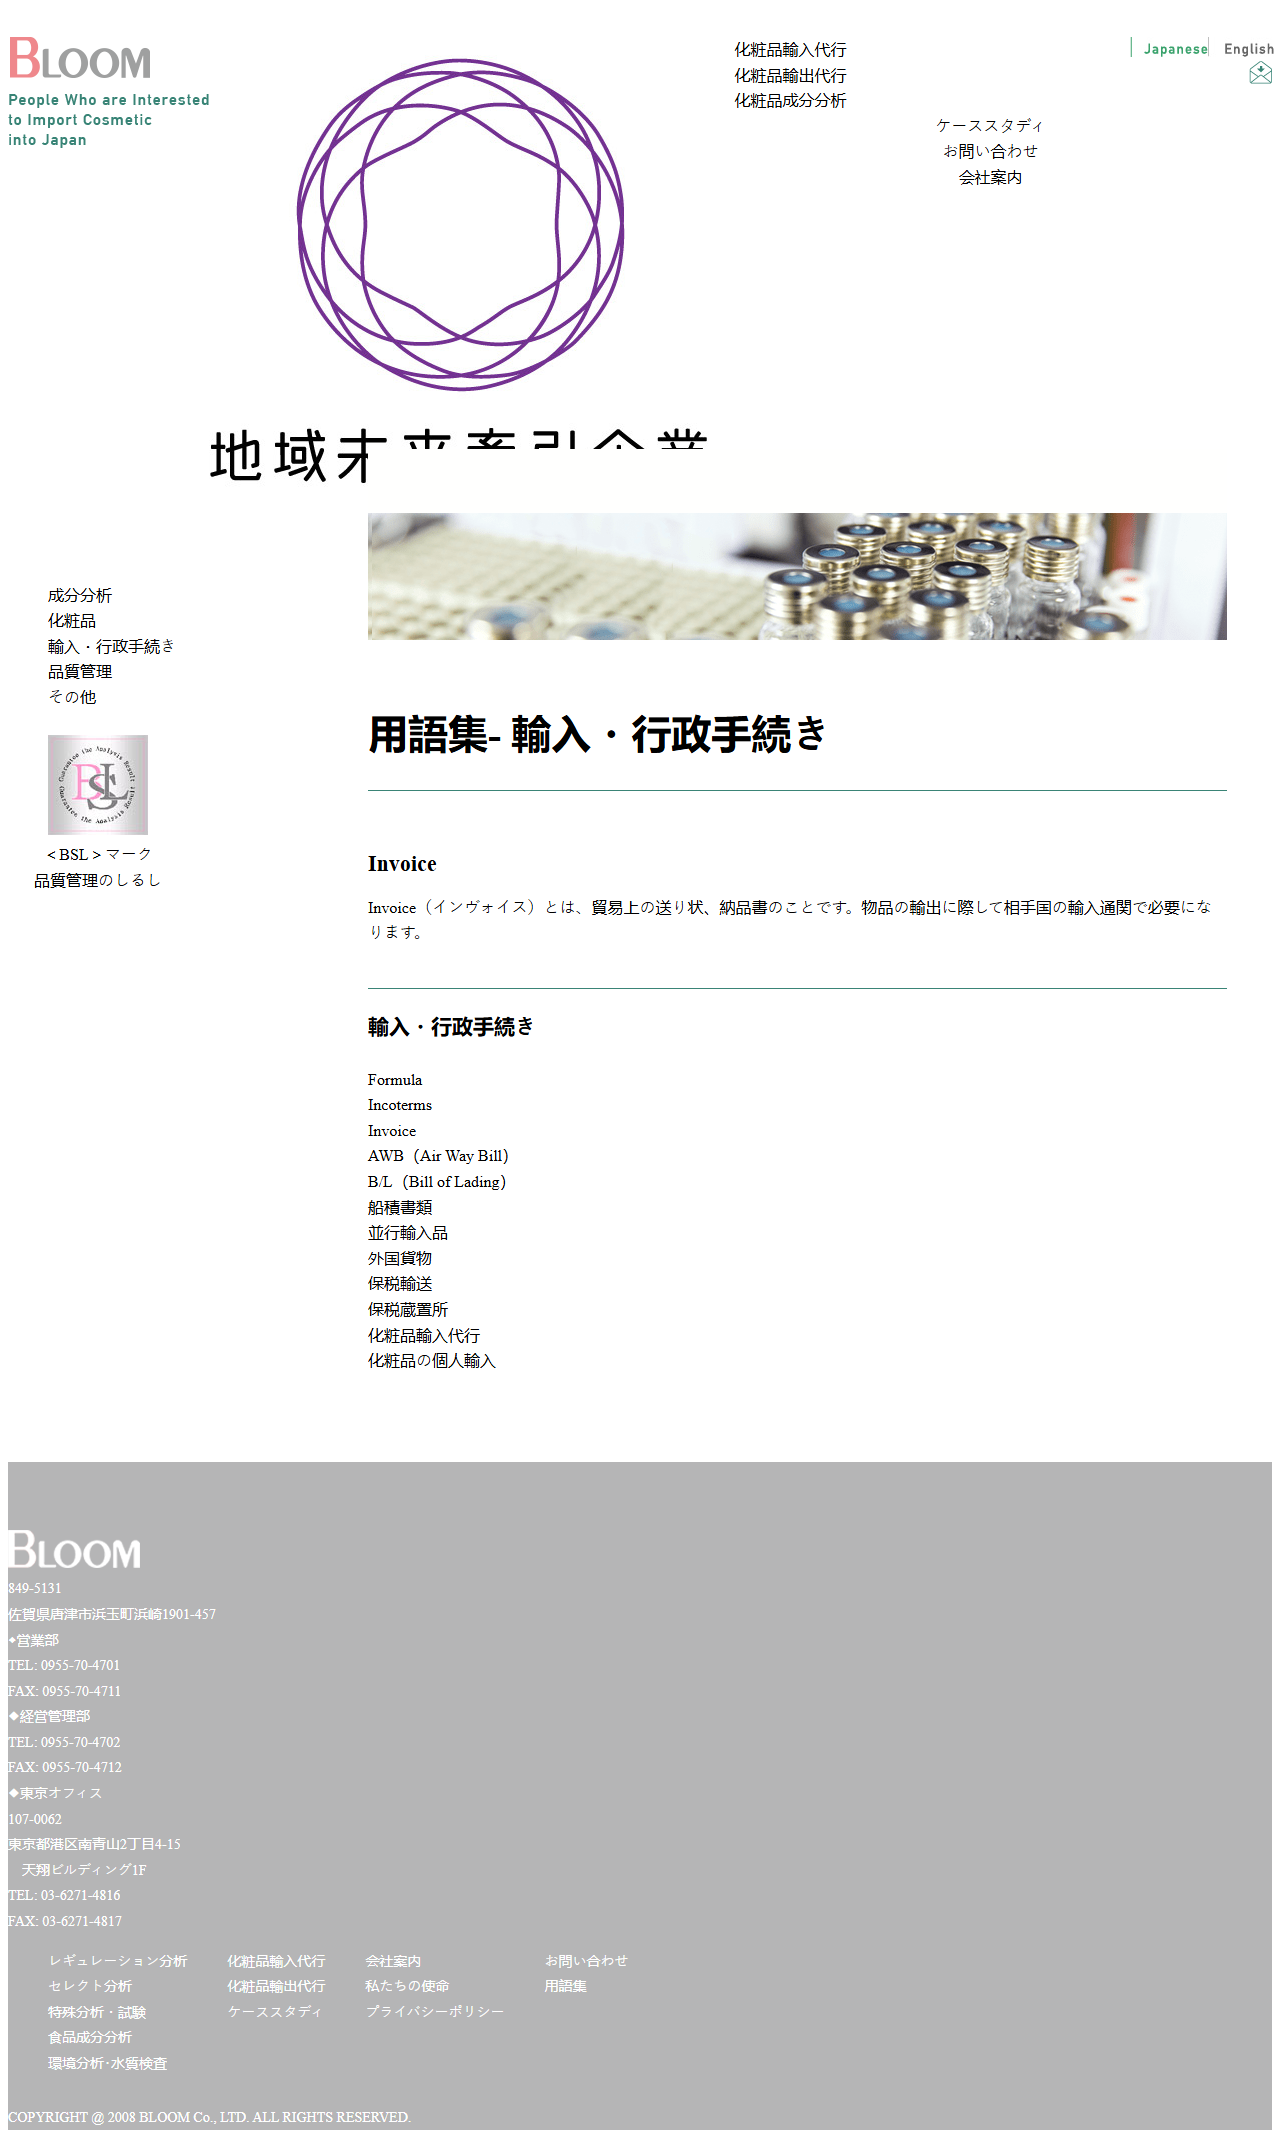 BLOOM
People Who are Interested
to Import Cosmetic
into Japan
化粧品輸入代行
化粧品輸出代行
化粧品成分分析
ケーススタディ
お問い合わせ
会社案内
Japanese
English
地域未来牽引企業
成分分析
化粧品
輸入・行政手続き
品質管理
その他
Guarantee the Analysis Result
Guarantee the Analysis Result
BSL
＜BSL＞マーク
品質管理のしるし
用語集- 輸入・行政手続き
Invoice
Invoice（インヴォイス）とは、貿易上の送り状、納品書のことです。物品の輸出に際して相手国の輸入通関で必要にな
ります。
輸入・行政手続き
Formula
Incoterms
Invoice
AWB（Air Way Bill）
B/L（Bill of Lading）
船積書類
並行輸入品
外国貨物
保税輸送
保税蔵置所
化粧品輸入代行
化粧品の個人輸入
BLOOM
849-5131
佐賀県唐津市浜玉町浜崎1901-457
◆営業部
TEL: 0955-70-4701
FAX: 0955-70-4711
◆経営管理部
TEL: 0955-70-4702
FAX: 0955-70-4712
◆東京オフィス
107-0062
東京都港区南青山2丁目4-15
天翔ビルディング1F
TEL: 03-6271-4816
FAX: 03-6271-4817
レギュレーション分析
セレクト分析
特殊分析・試験
食品成分分析
環境分析･水質検査
化粧品輸入代行
化粧品輸出代行
ケーススタディ
会社案内
私たちの使命
プライバシーポリシー
お問い合わせ
用語集
COPYRIGHT @ 2008 BLOOM Co., LTD. ALL RIGHTS RESERVED.